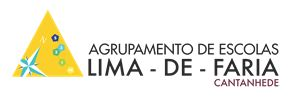 AGRUPAMENTO DE ESCOLAS
LIMA - DE - FARIA
CANTANHEDE